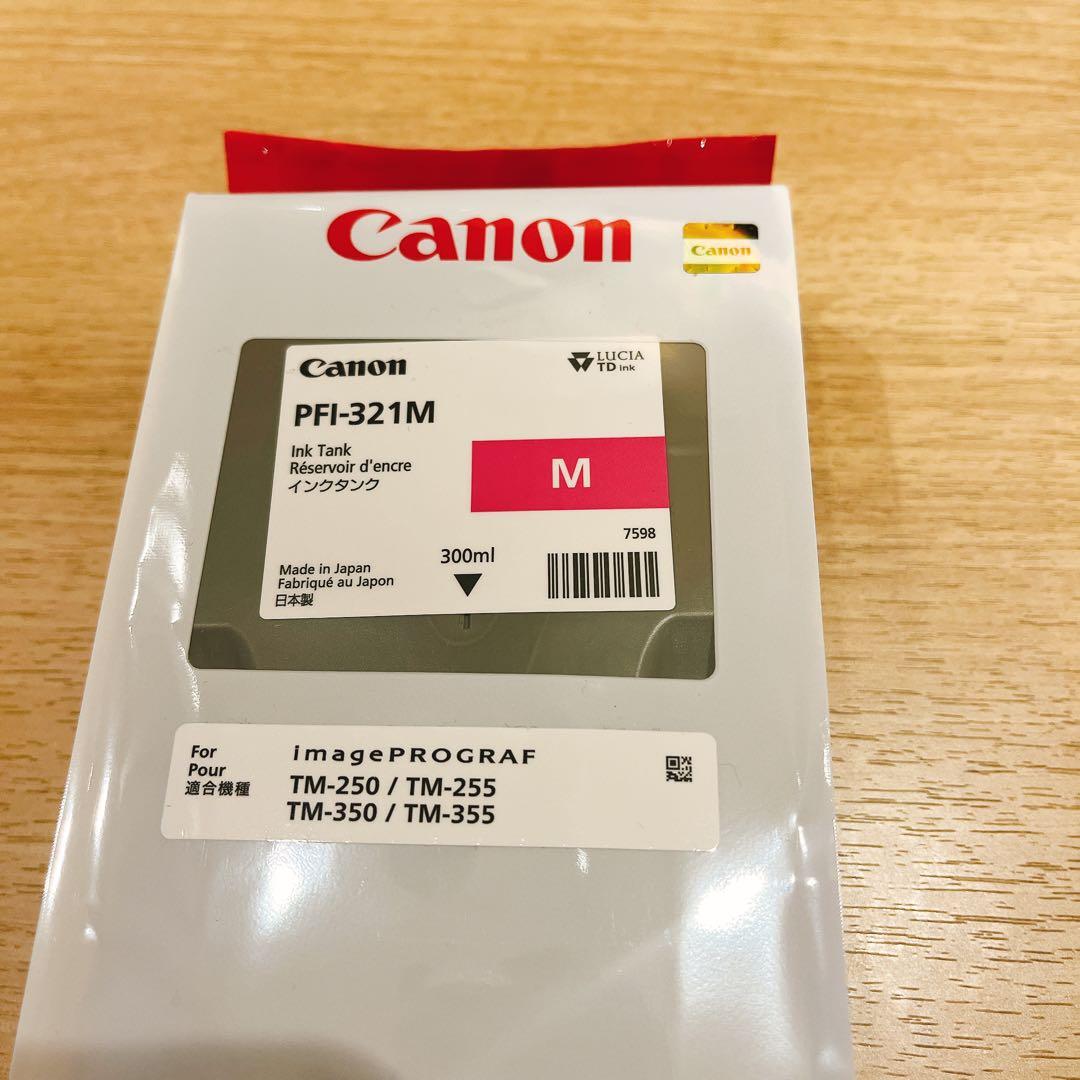 Canon
Canon
Canon
LUCIA
TD ink
PFI-321M
Ink Tank
Réservoir d'encre
インクタンク
M
7598
300ml
Made in Japan
Fabriqué au Japon
日本製
For
Pour
適合機種
imagePROGRAF
TM-250 / TM-255
TM-350 / TM-355